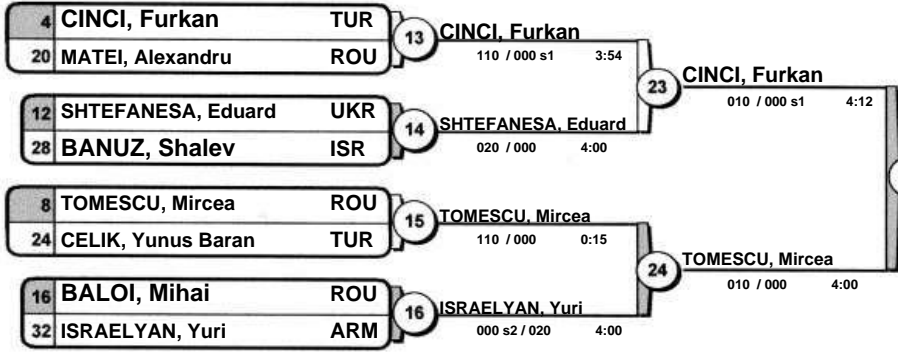 4 CINCI, Furkan TUR
20 MATEI, Alexandru ROU
13
CINCI, Furkan
110 / 000 s1 3:54
12 SHTEFANESA, Eduard UKR
28 BANUZ, Shalev ISR
14
SHTEFANESA, Eduard
020 / 000 4:00
23
CINCI, Furkan
010 / 000 s1 4:12
8 TOMESCU, Mircea ROU
24 CELIK, Yunus Baran TUR
15
TOMESCU, Mircea
110 / 000 0:15
16 BALOI, Mihai ROU
32 ISRAELYAN, Yuri ARM
16
ISRAELYAN, Yuri
000 s2 / 020 4:00
24
TOMESCU, Mircea
010 / 000 4:00